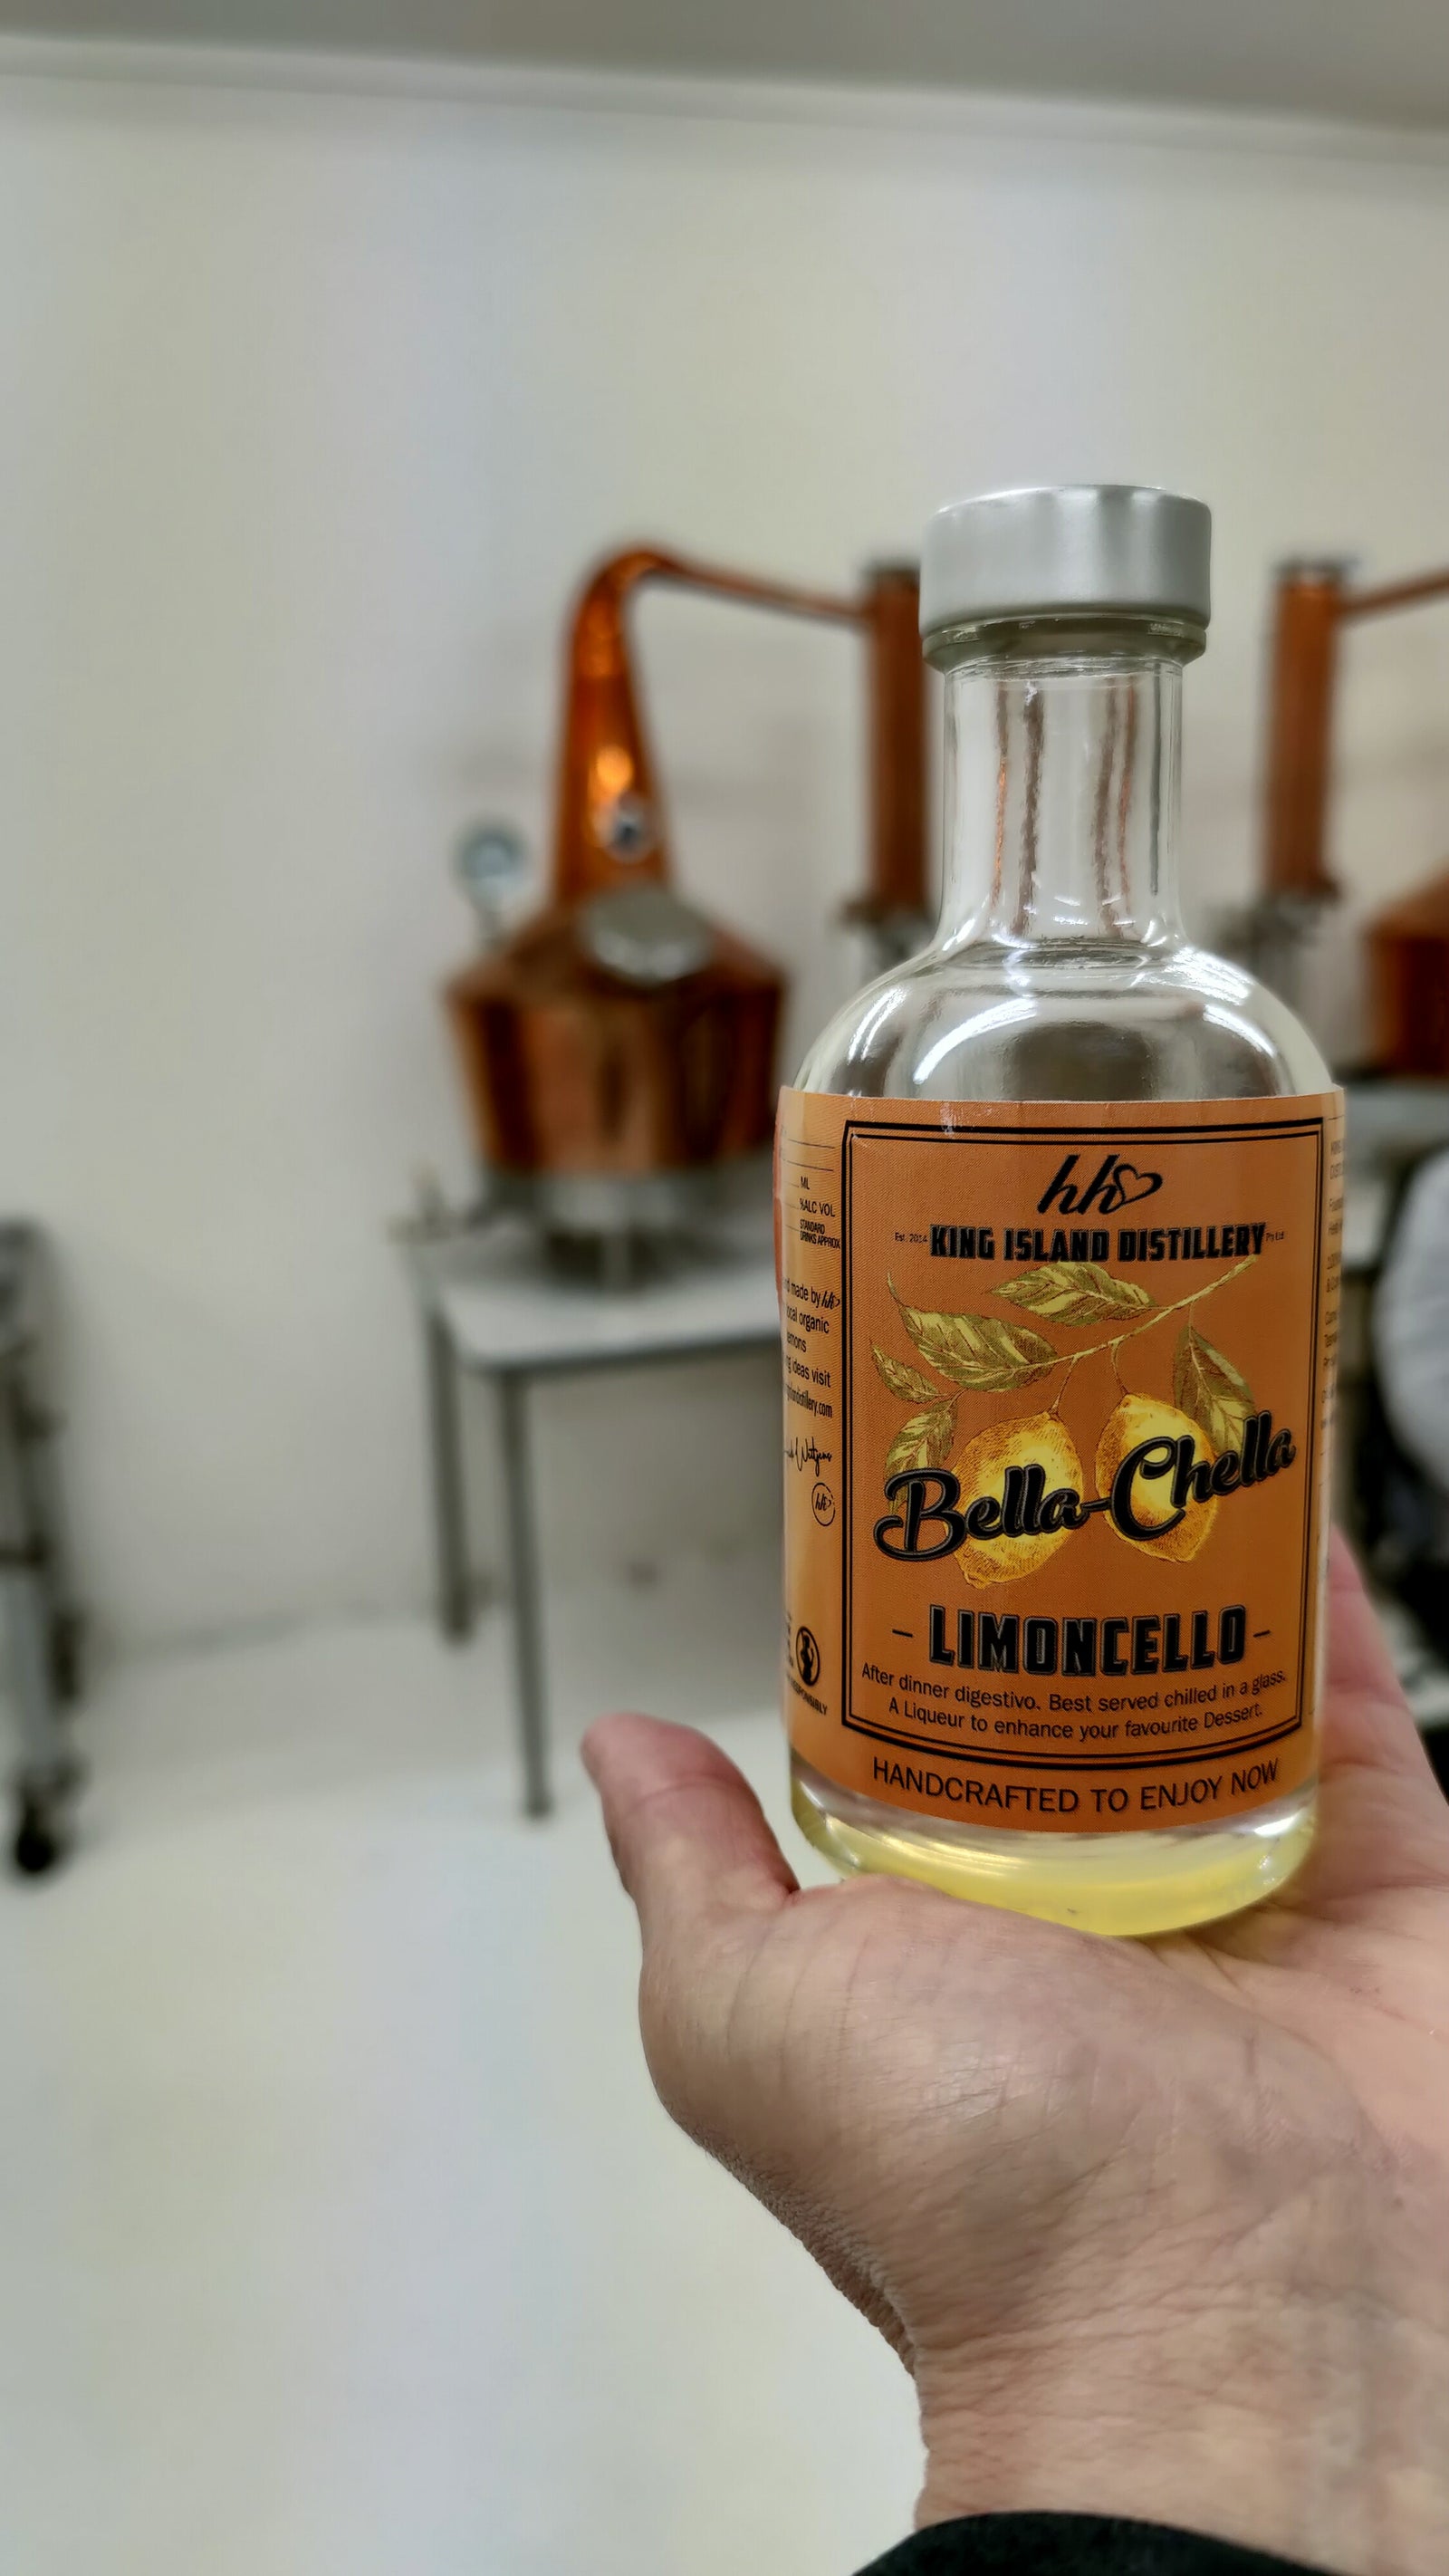 hh
Est. 2014 KING ISLAND DISTILLERY Pty Ltd
Bella-Chella
- LIMONCELLO -
After dinner digestivo. Best served chilled in a glass.
A Liqueur to enhance your favourite Dessert.
HANDCRAFTED TO ENJOY NOW
ML
%ALC VOL
STANDARD
DRINKS APPROX
made by hh
organic
ideas visit